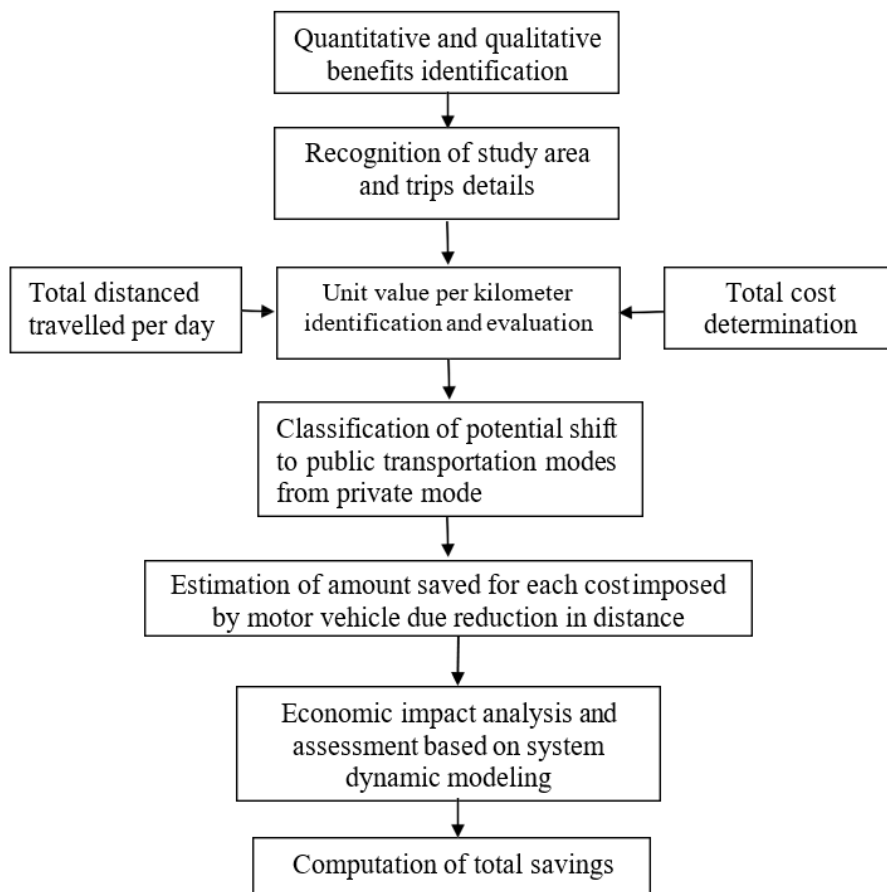 Quantitative and qualitative
benefits identification
Recognition of study area
and trips details
Total distanced
travelled per day
Unit value per kilometer
identification and evaluation
Total cost
determination
Classification of potential shift
to public transportation modes
from private mode
Estimation of amount saved for each cost imposed
by motor vehicle due reduction in distance
Economic impact analysis and
assessment based on system
dynamic modeling
Computation of total savings